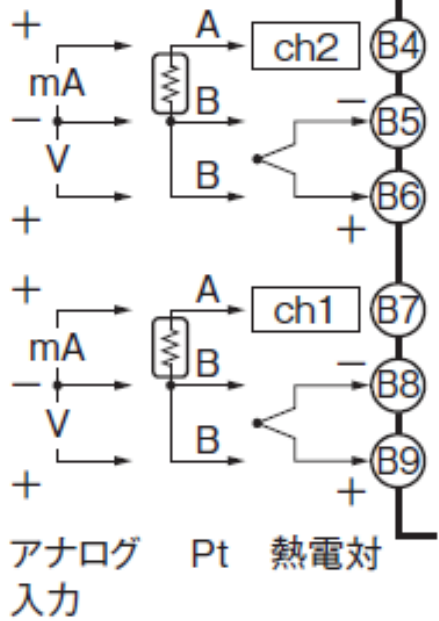 + A ch2 B4
mA
− B − B5
V
B B6
+ +
+ A ch1 B7
mA
− B − B8
V
B B9
+ +
アナログ Pt 熱電対
入力